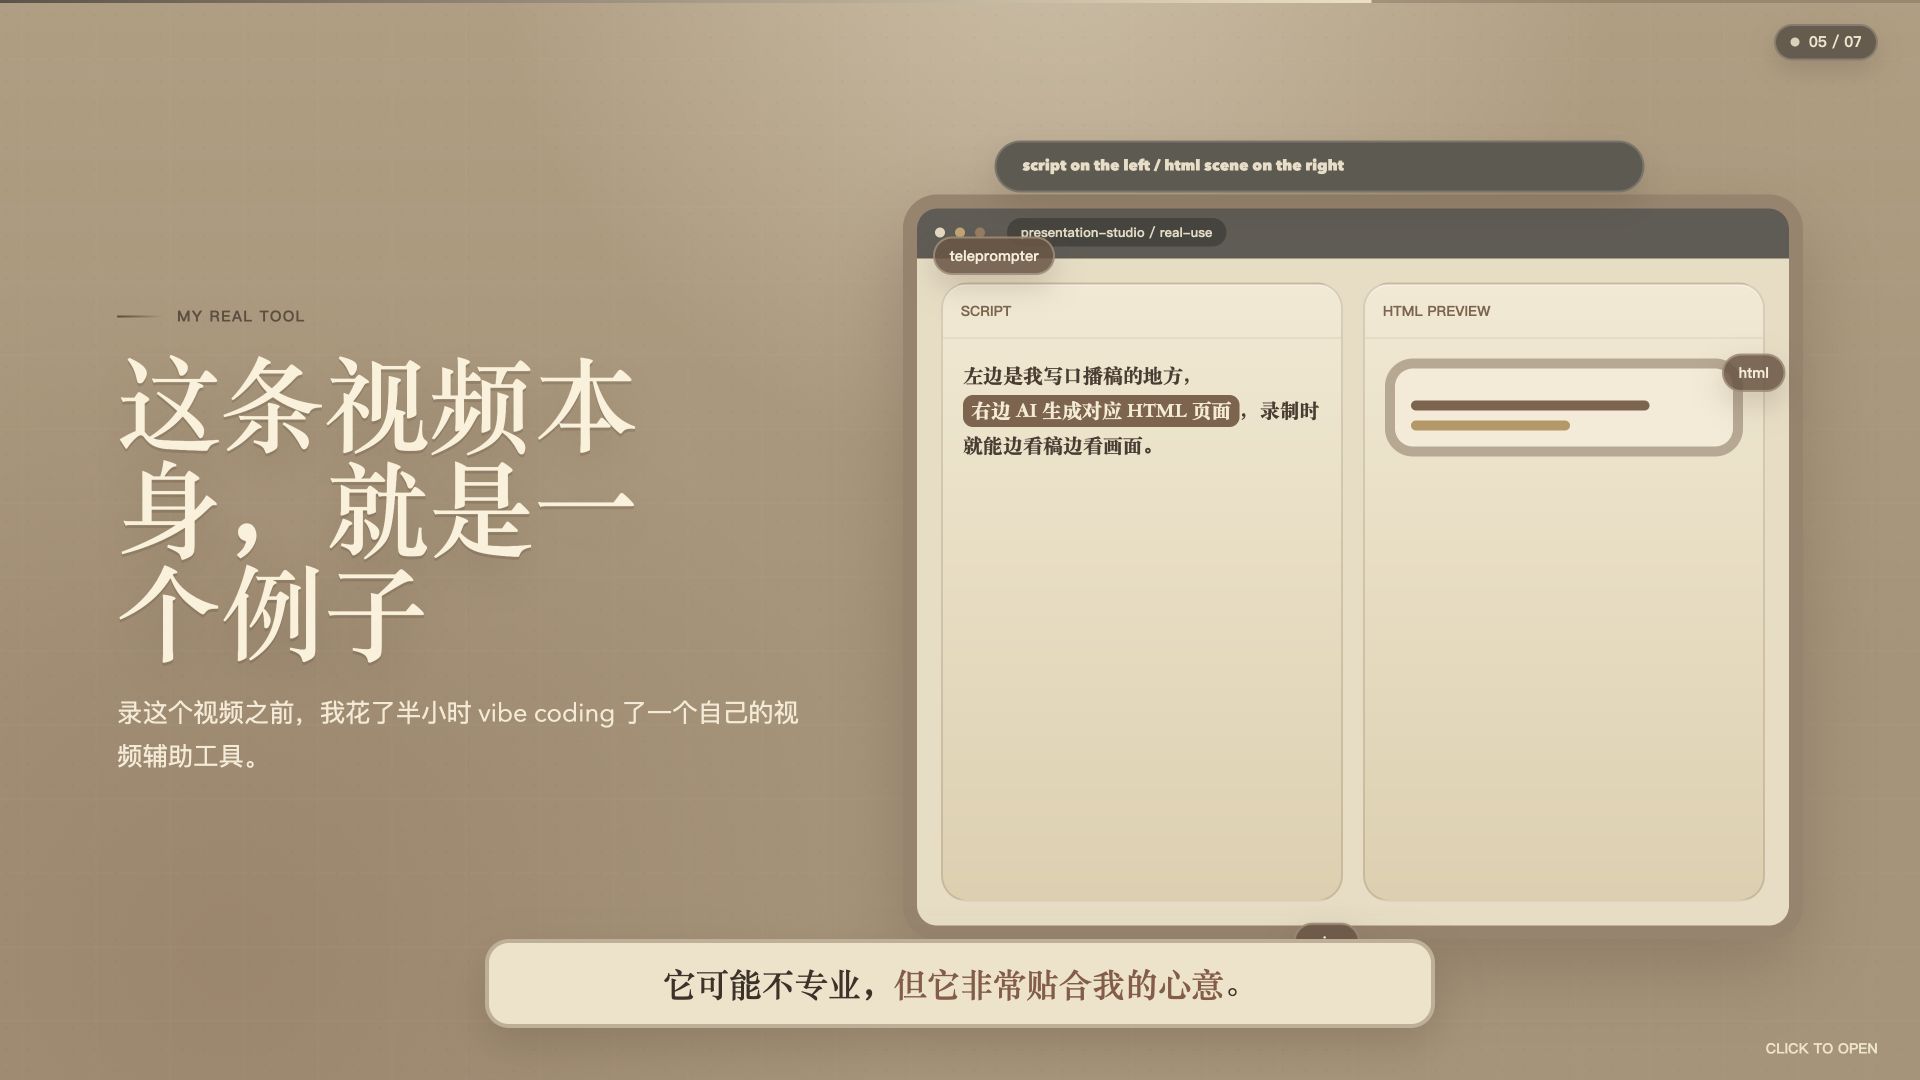 05 / 07
MY REAL TOOL
这条视频本
身，就是一
个例子
录这个视频之前，我花了半小时 vibe coding 了一个自己的视
频辅助工具。
script on the left / html scene on the right
presentation-studio / real-use
teleprompter
SCRIPT
左边是我写口播稿的地方，
右边 AI 生成对应 HTML 页面，录制时
就能边看稿边看画面。
HTML PREVIEW
html
它可能不专业，但它非常贴合我的心意。
CLICK TO OPEN